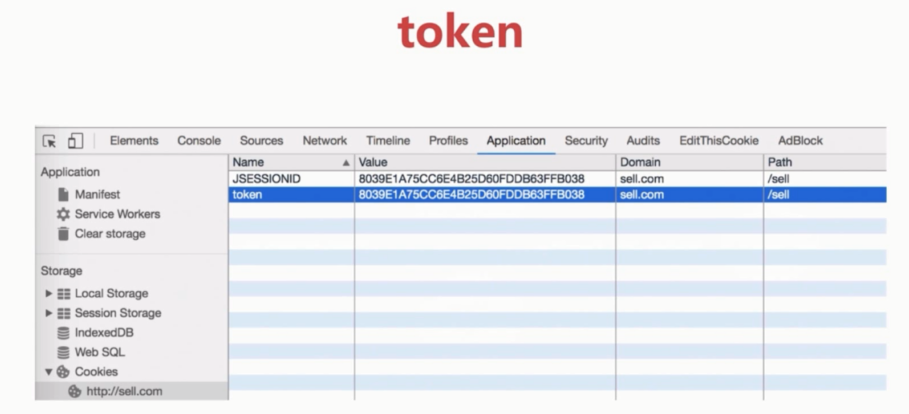 token
Elements Console Sources Network Timeline Profiles Application Security Audits EditThisCookie AdBlock
Application
Manifest
Service Workers
Clear storage
Storage
Local Storage
Session Storage
IndexedDB
Web SQL
Cookies
http://sell.com
Name Value Domain Path
JSESSIONID 8039E1A75CC6E4B25D60FDDB63FFB038 sell.com /sell
token 8039E1A75CC6E4B25D60FDDB63FFB038 sell.com /sell